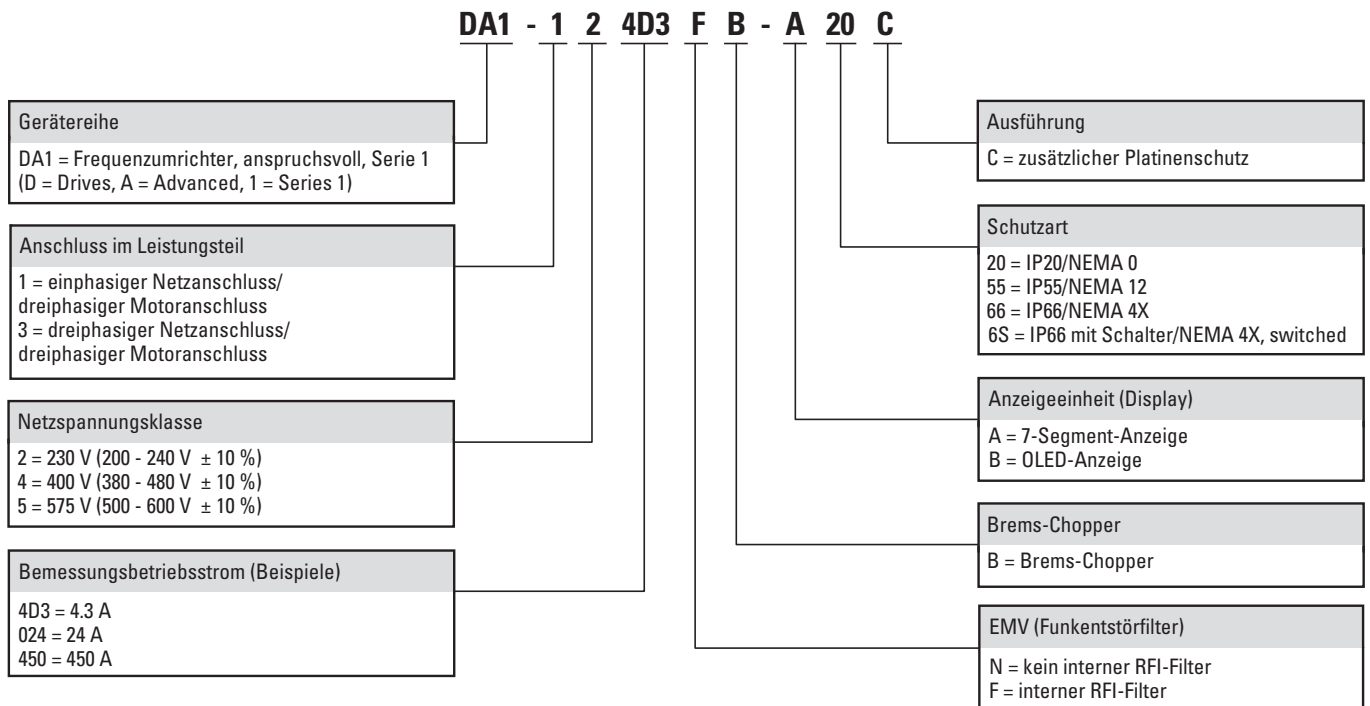 DA1 - 1 2 4D3 F B - A 20 C
Gerätereihe
DA1 = Frequenzumrichter, anspruchsvoll, Serie 1
(D = Drives, A = Advanced, 1 = Series 1)
Anschluss im Leistungsteil
1 = einphasiger Netzanschluss/
dreiphasiger Motoranschluss
3 = dreiphasiger Netzanschluss/
dreiphasiger Motoranschluss
Netzspannungsklasse
2 = 230 V (200 - 240 V ± 10 %)
4 = 400 V (380 - 480 V ± 10 %)
5 = 575 V (500 - 600 V ± 10 %)
Bemessungsbetriebsstrom (Beispiele)
4D3 = 4.3 A
024 = 24 A
450 = 450 A
Ausführung
C = zusätzlicher Platinenschutz
Schutzart
20 = IP20/NEMA 0
55 = IP55/NEMA 12
66 = IP66/NEMA 4X
6S = IP66 mit Schalter/NEMA 4X, switched
Anzeigeeinheit (Display)
A = 7-Segment-Anzeige
B = OLED-Anzeige
Brems-Chopper
B = Brems-Chopper
EMV (Funkentstörfilter)
N = kein interner RFI-Filter
F = interner RFI-Filter